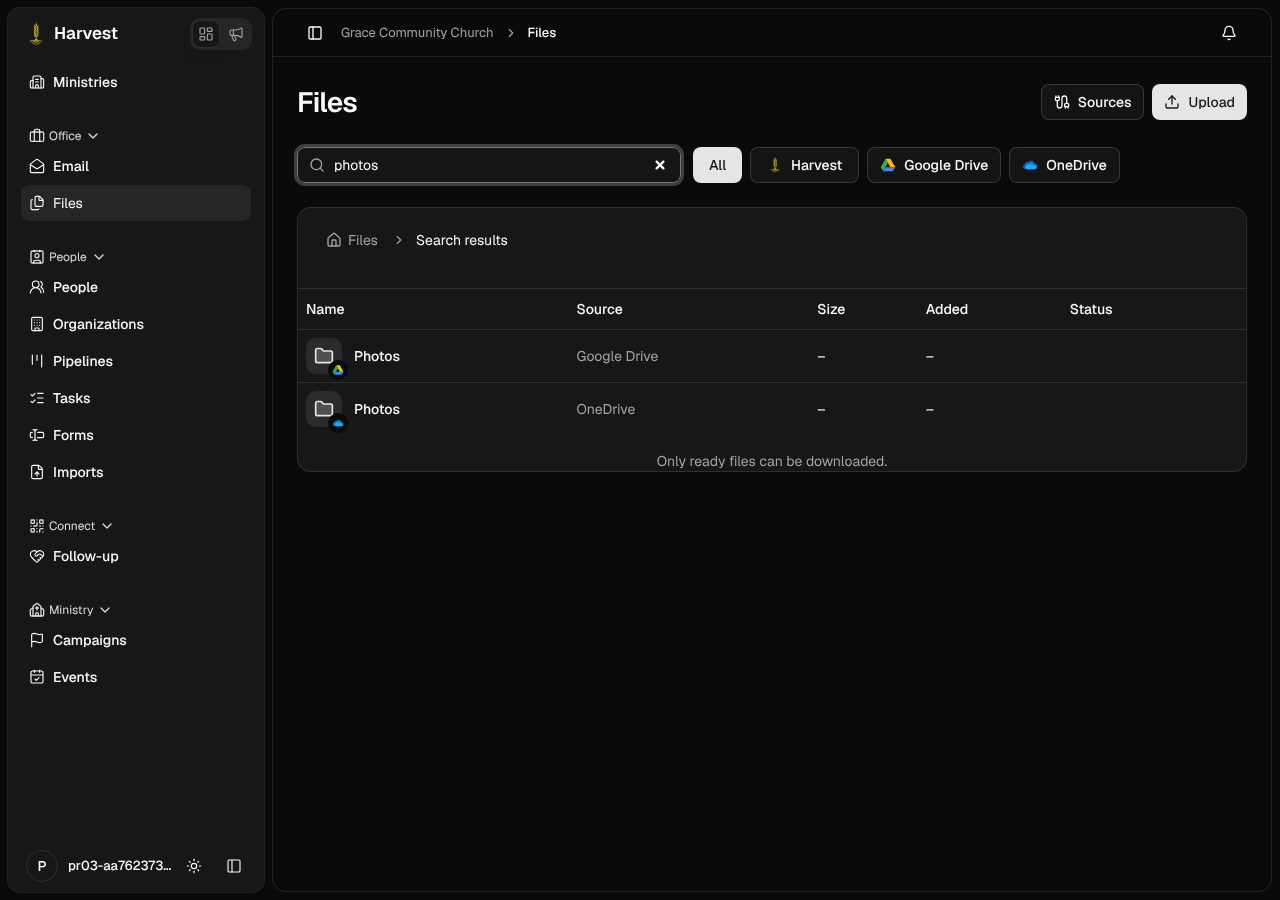 Harvest
Ministries
Office
Email
Files
People
People
Organizations
Pipelines
Tasks
Forms
Imports
Connect
Follow-up
Ministry
Campaigns
Events
P
pr03-aa762373…
Grace Community Church
Files
Files
Sources
Upload
photos
All
Harvest
Google Drive
OneDrive
Files
Search results
Name Source Size Added Status
Photos Google Drive – –
Photos OneDrive – –
Only ready files can be downloaded.